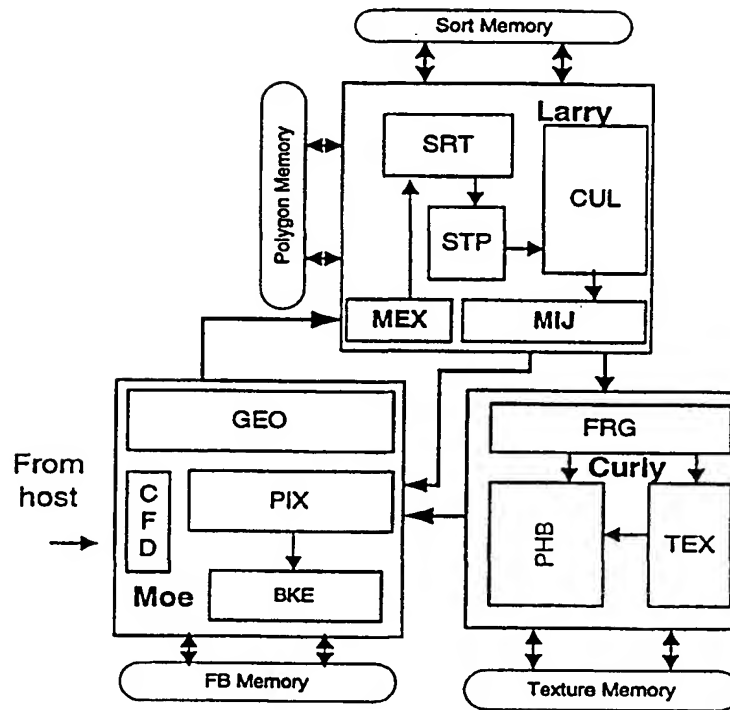 Sort Memory
Larry
SRT
Polygon Memory
CUL
STP
MEX
MIJ
GEO
FRG
From
host
CFD
PIX
Curly
PHB
TEX
Moe
BKE
FB Memory
Texture Memory